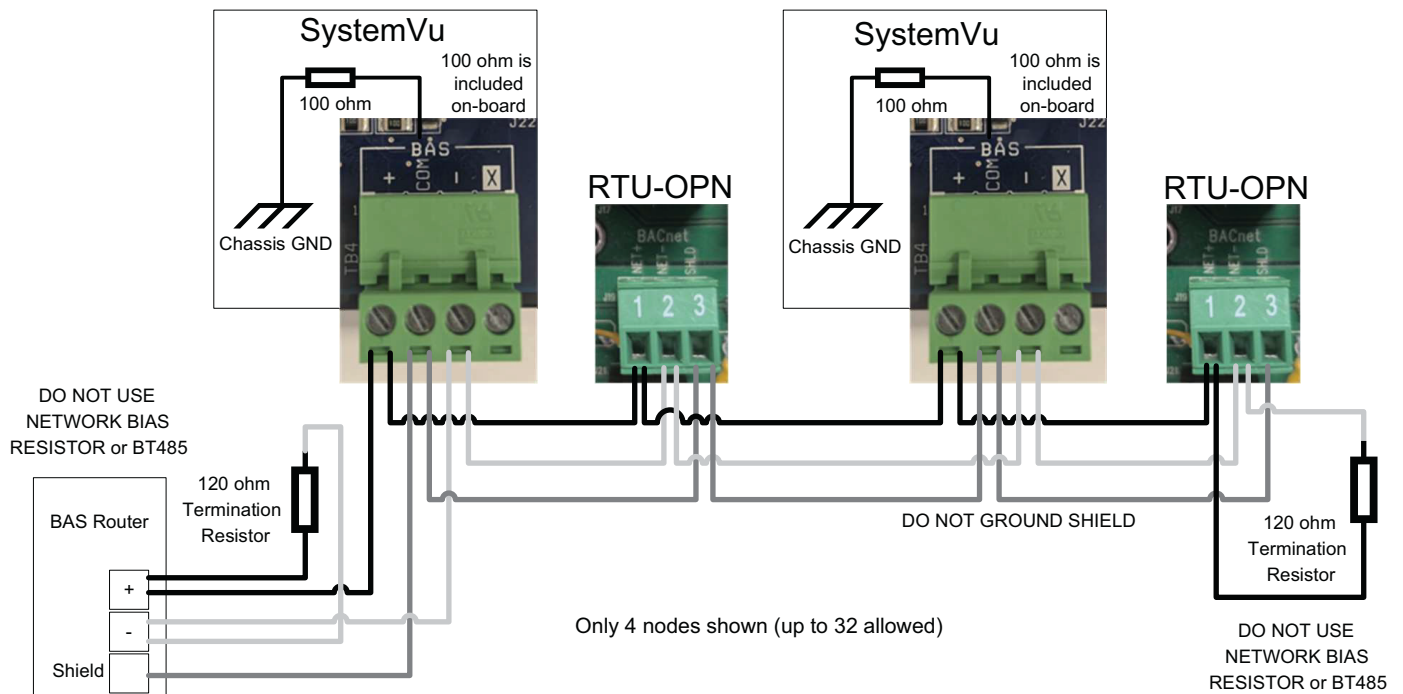 SystemVu
100 ohm is
included
on-board
100 ohm
Chassis GND
J22
BAS
+
COM
-
X
TB4
RTU-OPN
BACnet
NET+
NET-
SHLD
1 2 3
SystemVu
100 ohm is
included
on-board
100 ohm
Chassis GND
J22
BAS
+
COM
-
X
TB4
RTU-OPN
J17
BACnet
NET+
NET-
SHLD
1 2 3
DO NOT USE
NETWORK BIAS
RESISTOR or BT485
120 ohm
Termination
Resistor
BAS Router
+
-
Shield
DO NOT GROUND SHIELD
Only 4 nodes shown (up to 32 allowed)
120 ohm
Termination
Resistor
DO NOT USE
NETWORK BIAS
RESISTOR or BT485